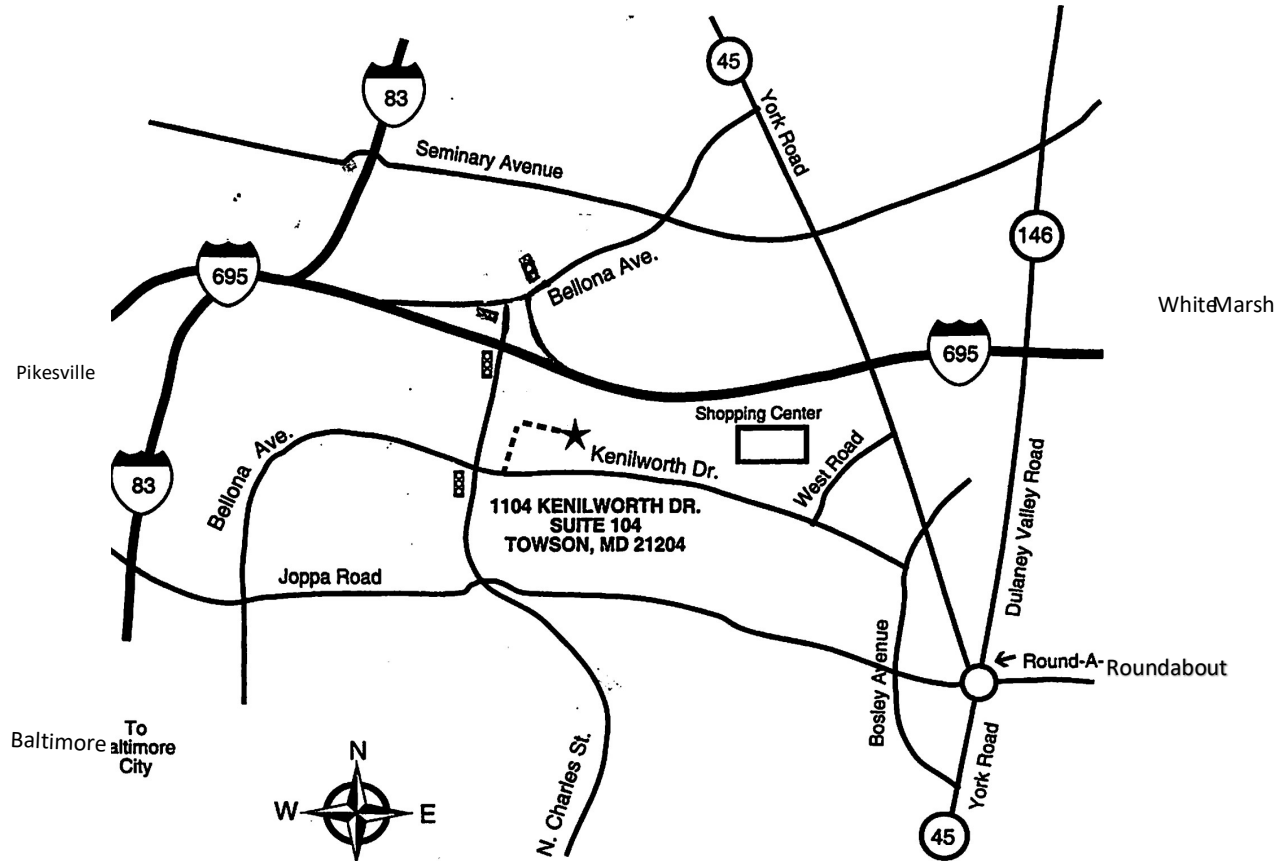 45
83
York Road
Seminary Avenue
146
695
Bellona Ave.
WhiteMarsh
695
Pikesville
Shopping Center
Bellona Ave.
Kenilworth Dr.
West Road
83
1104 KENILWORTH DR.
SUITE 104
TOWSON, MD 21204
Dulaney Valley Road
Joppa Road
Bosley Avenue
Round-A- Roundabout
To
Baltimore altimore
City
N
W E
N. Charles St.
York Road
45